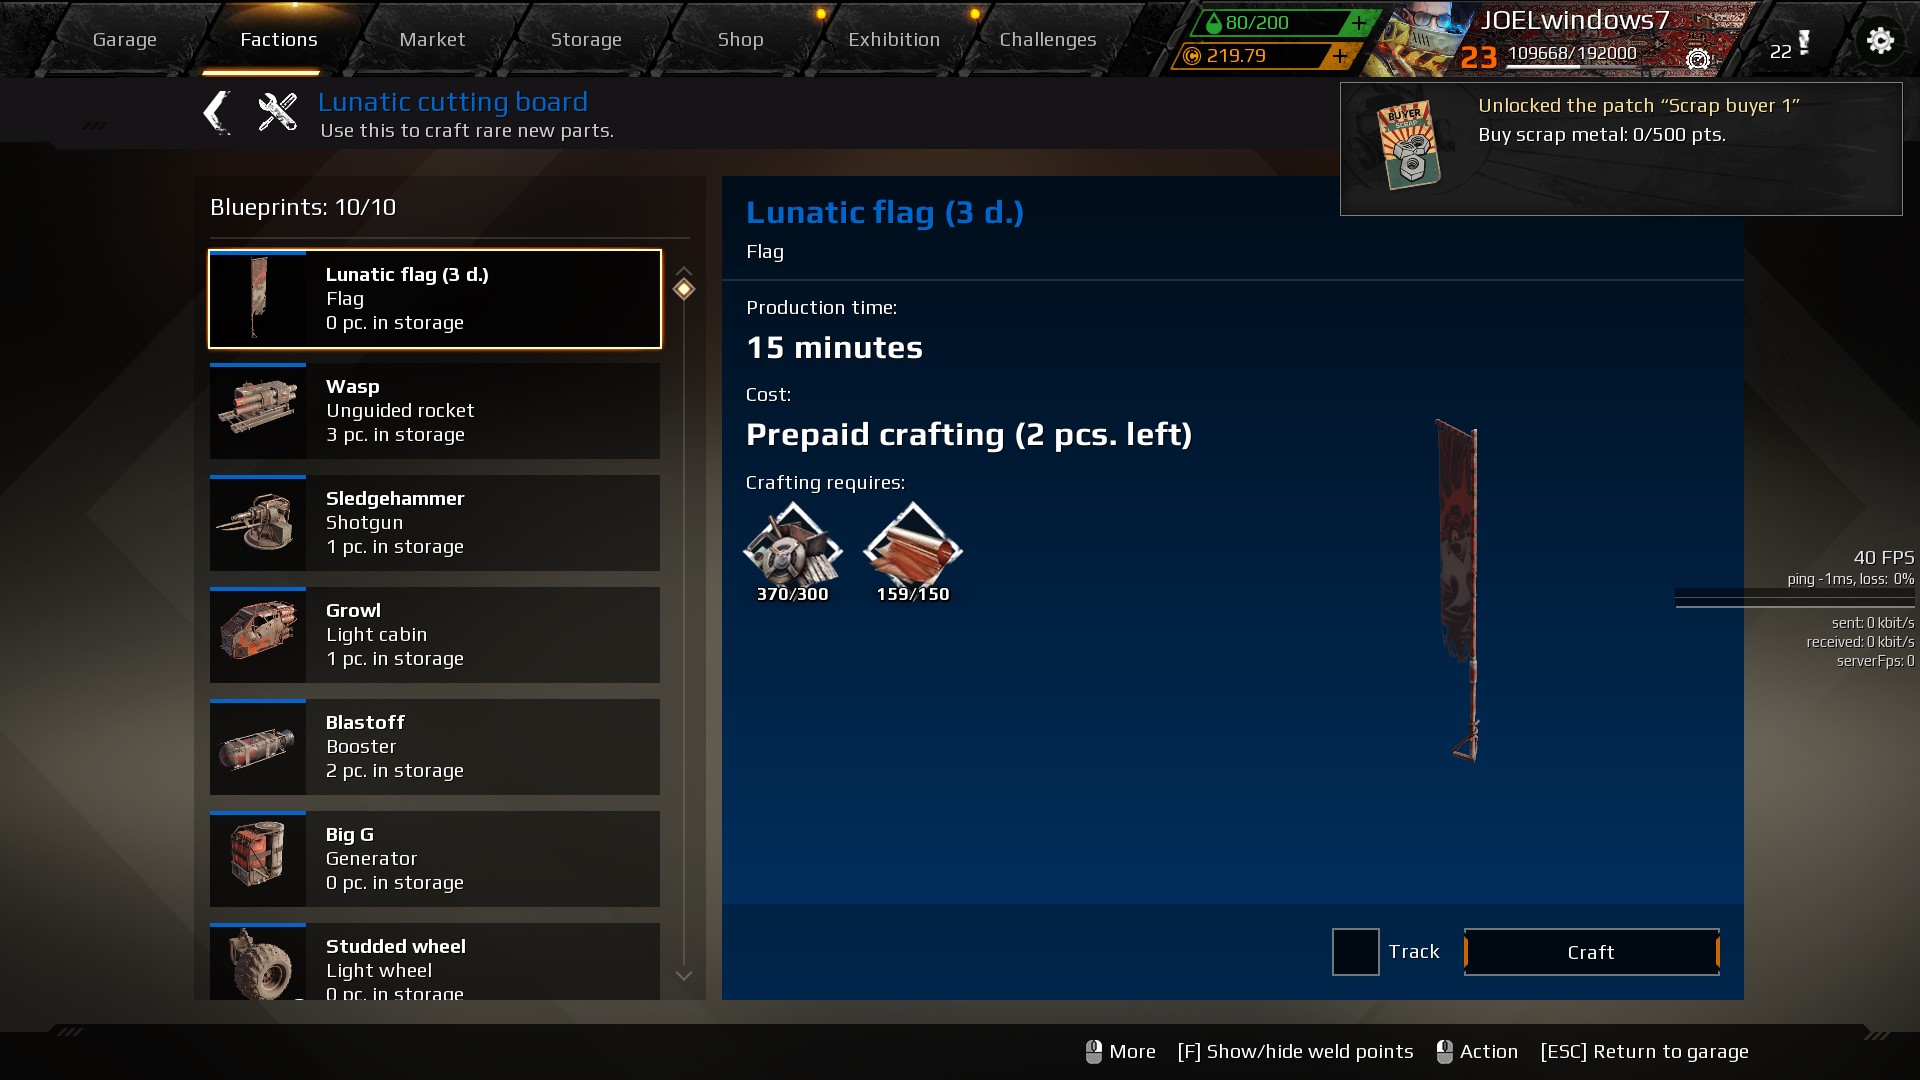 Garage
Factions
Market
Storage
Shop
Exhibition
Challenges
80/200
219.79
JOELwindows7
23 109668/192000
22
Lunatic cutting board
Use this to craft rare new parts.
BUYER
SCRAP
Unlocked the patch “Scrap buyer 1”
Buy scrap metal: 0/500 pts.
Blueprints: 10/10
Lunatic flag (3 d.)
Flag
0 pc. in storage
Wasp
Unguided rocket
3 pc. in storage
Sledgehammer
Shotgun
1 pc. in storage
Growl
Light cabin
1 pc. in storage
Blastoff
Booster
2 pc. in storage
Big G
Generator
0 pc. in storage
Studded wheel
Light wheel
0 pc. in storage
Lunatic flag (3 d.)
Flag
Production time:
15 minutes
Cost:
Prepaid crafting (2 pcs. left)
Crafting requires:
370/300
159/150
Track
Craft
40 FPS
ping -1ms, loss: 0%
sent: 0 kbit/s
received: 0 kbit/s
serverFps: 0
More
[F] Show/hide weld points
Action
[ESC] Return to garage